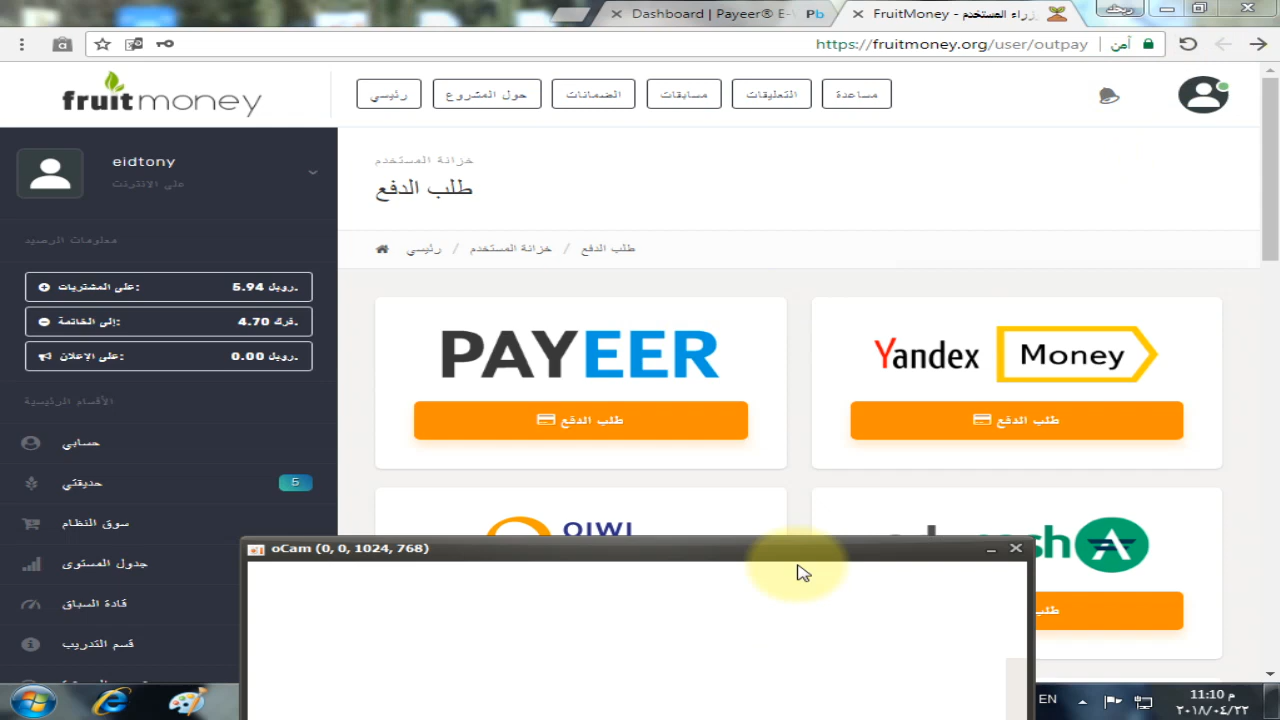 Dashboard | Payeer® E-
Pb
FruitMoney - زراء المستخدم
https://fruitmoney.org/user/outpay
آمن
fruitmoney
رئيسي
حول المشروع
الضمانات
مسابقات
التعليقات
مساعدة
eidtony
على الانترنت
خزانة المستخدم
طلب الدفع
معلومات الرصيد
رئيسي / خزانة المستخدم / طلب الدفع
على المشتريات: 5.94 روبل.
إلى الخاتمة: 4.70 فرك.
على الإعلان: 0.00 روبل.
PAYEER
Yandex Money
طلب الدفع
طلب الدفع
الأقسام الرئيسية
حسابي
حديقتي 5
سوق النظام
جدول المستوى
قادة السباق
قسم التدريب
QIWI
oCam (0, 0, 1024, 768)
EN
11:10 م
٢٠١٨/٠٤/٢٢